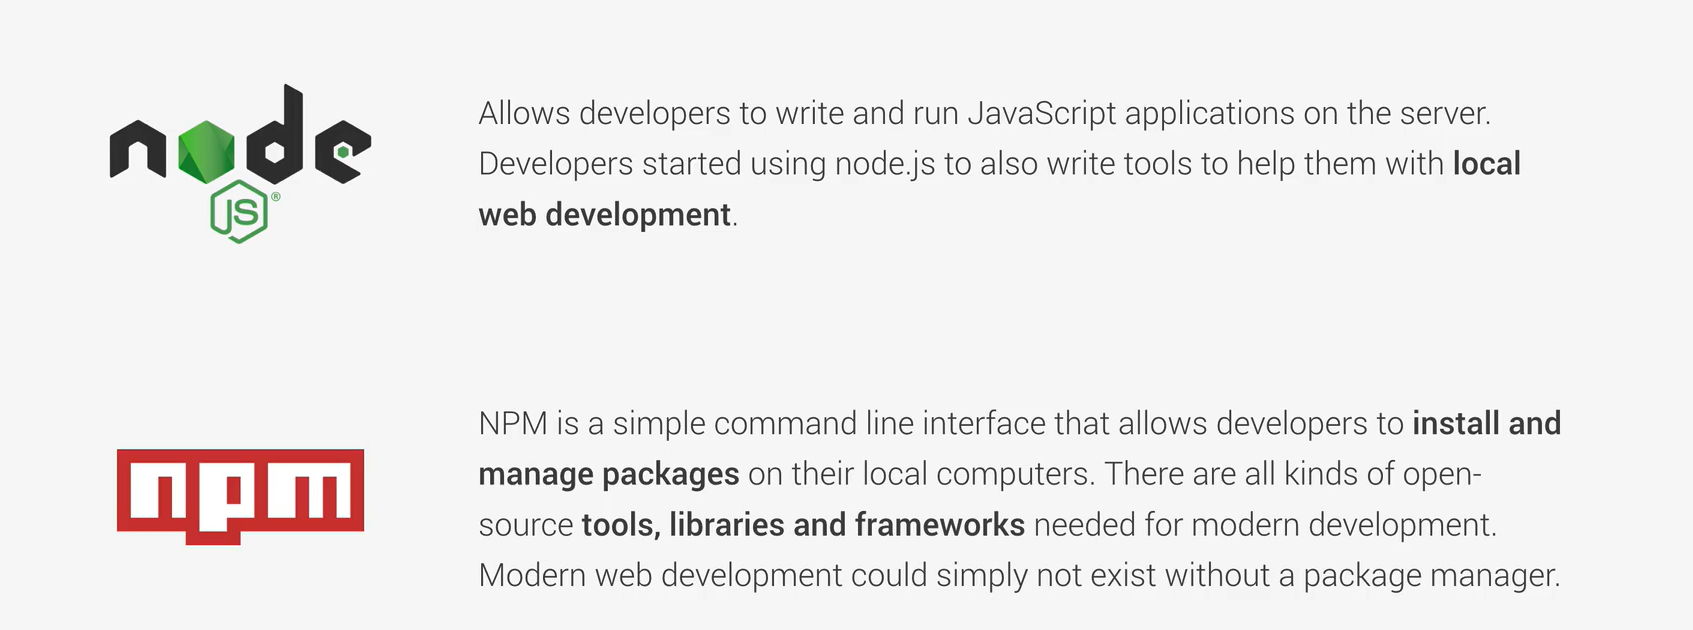 node
JS®
Allows developers to write and run JavaScript applications on the server.
Developers started using node.js to also write tools to help them with local
web development.
npm
NPM is a simple command line interface that allows developers to install and
manage packages on their local computers. There are all kinds of open-
source tools, libraries and frameworks needed for modern development.
Modern web development could simply not exist without a package manager.